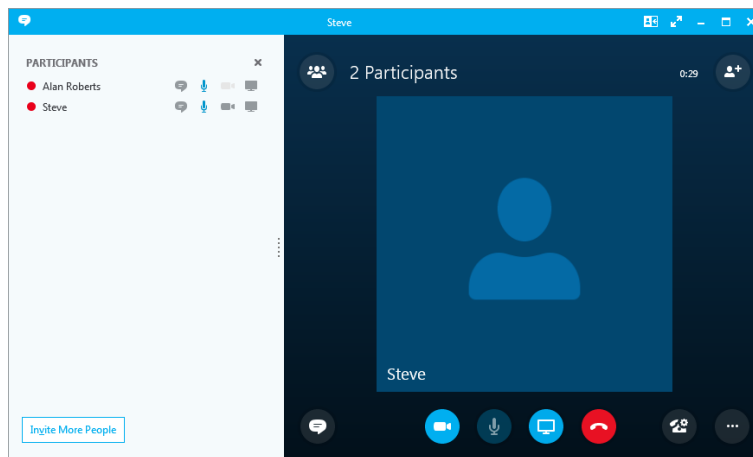 Steve
PARTICIPANTS
Alan Roberts
Steve
Invite More People
2 Participants
0:29
Steve